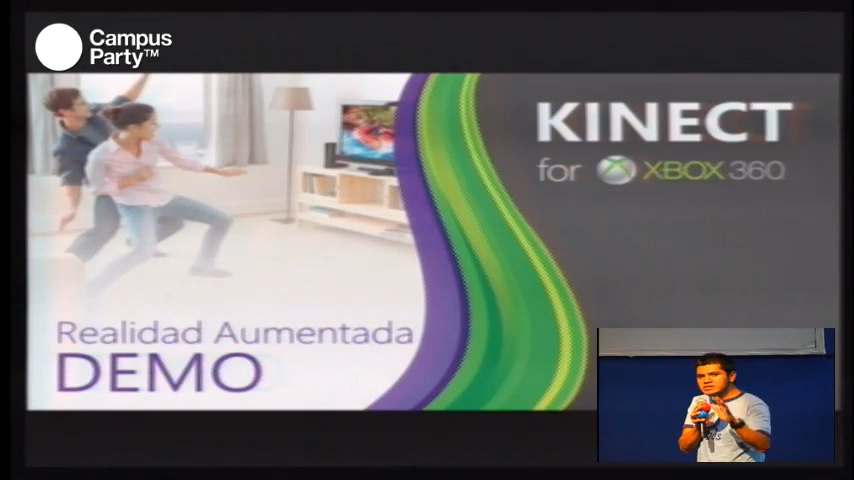 Campus
Party™
KINECT
for XBOX 360
Realidad Aumentada
DEMO